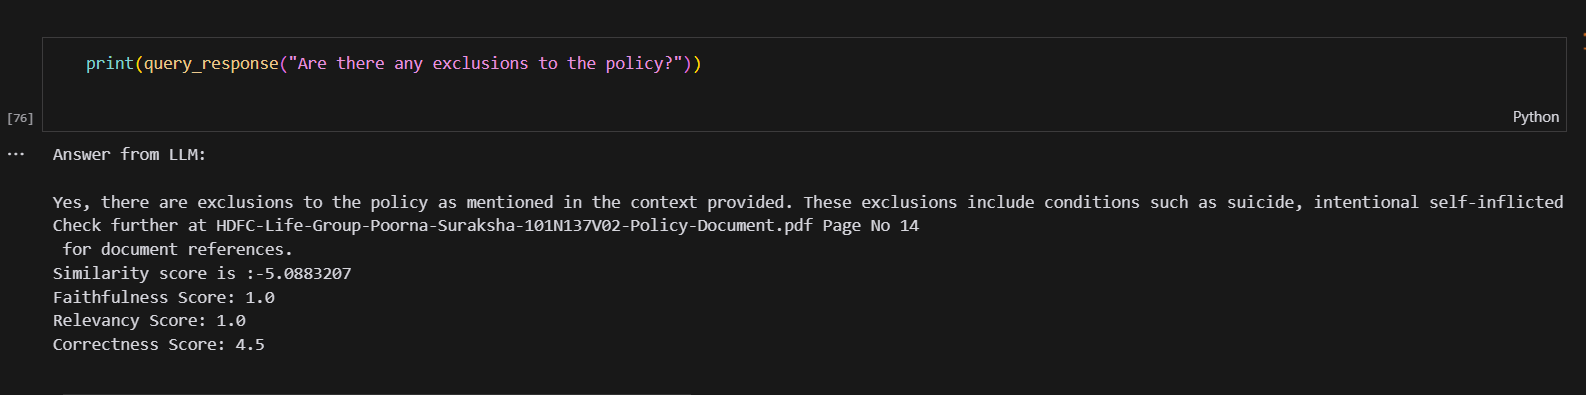 print(query_response("Are there any exclusions to the policy?"))
[76]
Python
... Answer from LLM:
Yes, there are exclusions to the policy as mentioned in the context provided. These exclusions include conditions such as suicide, intentional self-inflicted
Check further at HDFC-Life-Group-Poorna-Suraksha-101N137V02-Policy-Document.pdf Page No 14
for document references.
Similarity score is :-5.0883207
Faithfulness Score: 1.0
Relevancy Score: 1.0
Correctness Score: 4.5